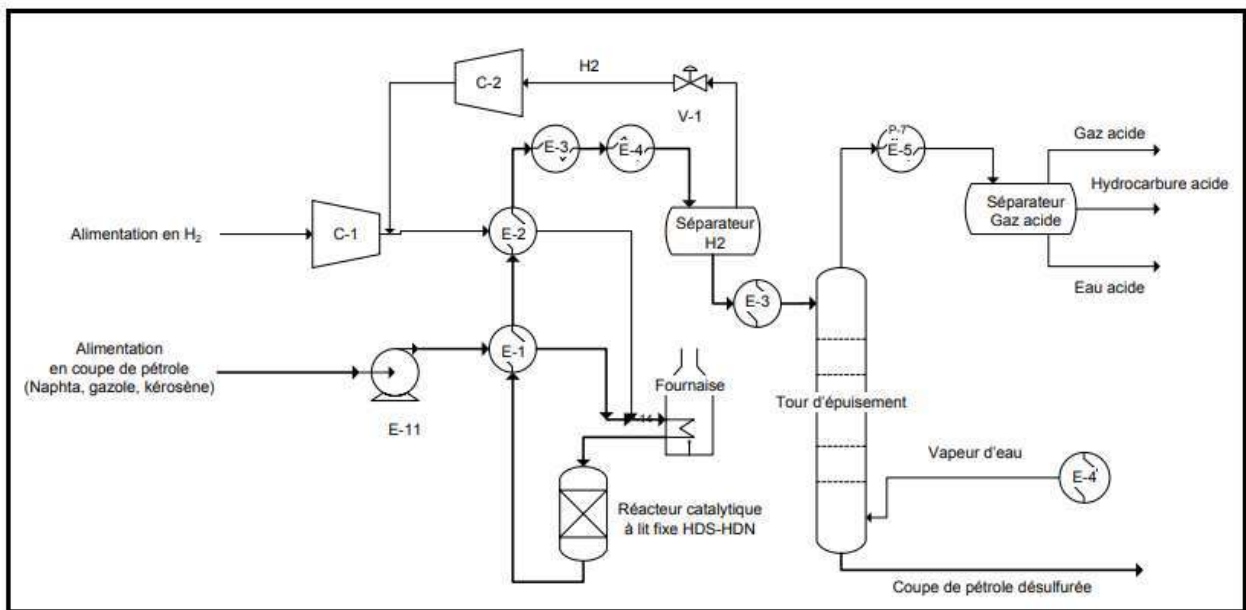 H2
C-2
V-1
E-3
E-4
P-7
E-5
Gaz acide
Hydrocarbure acide
Séparateur
Gaz acide
Eau acide
Alimentation en H2
C-1
E-2
Séparateur
H2
E-3
Alimentation
en coupe de pétrole
(Naphta, gazole, kérosène)
E-1
E-11
Fournaise
14
Tour d'épuisement
Vapeur d'eau
E-4
Réacteur catalytique
à lit fixe HDS-HDN
Coupe de pétrole désulfurée